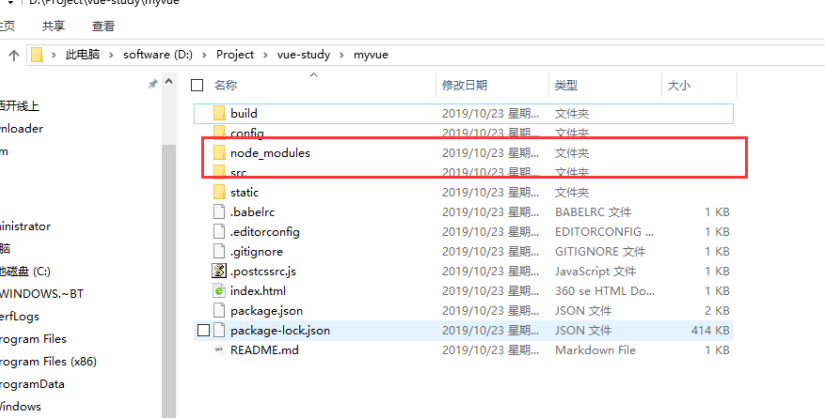 D:\Project\vue-study\myvue
主页 共享 查看
此电脑 > software (D:) > Project > vue-study > myvue
名称 修改日期 类型 大小
西开线上
nloader
m
inistrator
脑
地磁盘 (C:)
WINDOWS.~BT
erfLogs
rogram Files
rogram Files (x86)
rogramData
Windows
build 2019/10/23 星期... 文件夹
config 2019/10/23 星期... 文件夹
node_modules 2019/10/23 星期... 文件夹
src 2019/10/23 星期... 文件夹
static 2019/10/23 星期... 文件夹
.babelrc 2019/10/23 星期... BABELRC 文件 1 KB
.editorconfig 2019/10/23 星期... EDITORCONFIG ... 1 KB
.gitignore 2019/10/23 星期... GITIGNORE 文件 1 KB
.postcssrc.js 2019/10/23 星期... JavaScript 文件 1 KB
index.html 2019/10/23 星期... 360 se HTML Do... 1 KB
package.json 2019/10/23 星期... JSON 文件 2 KB
package-lock.json 2019/10/23 星期... JSON 文件 414 KB
README.md 2019/10/23 星期... Markdown File 1 KB